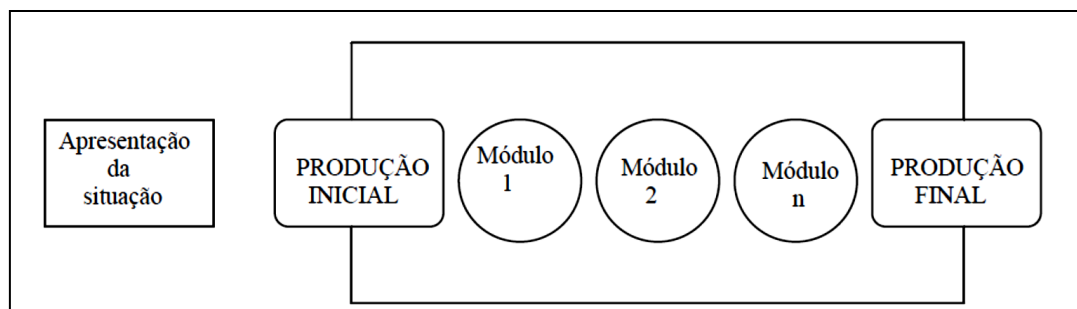 Apresentação
da
situação
PRODUÇÃO
INICIAL
Módulo
1
Módulo
2
Módulo
n
PRODUÇÃO
FINAL